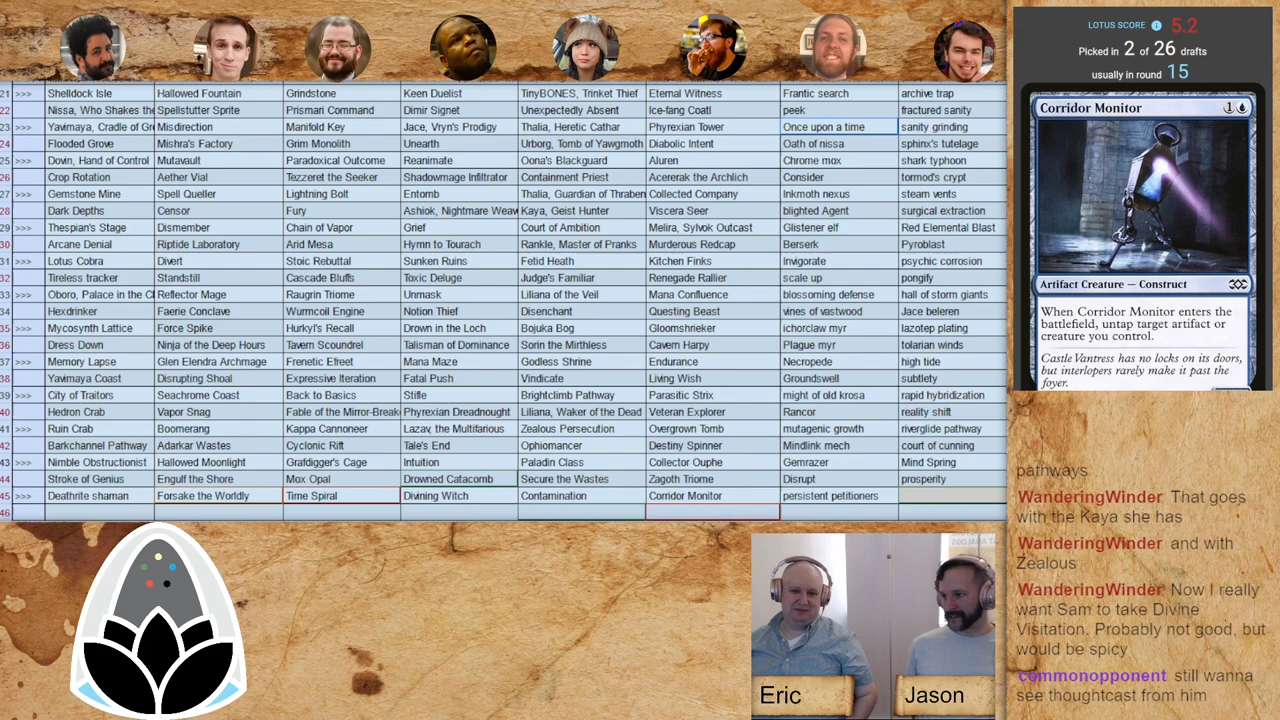 LOTUS SCORE 5.2
Picked in 2 of 26 drafts
usually in round 15
21 >>> Shelldock Isle Hallowed Fountain Grindstone Keen Duelist TinyBONES, Trinket Thief Eternal Witness Frantic search archive trap
22 Nissa, Who Shakes the Spellstutter Sprite Prismari Command Dimir Signet Unexpectedly Absent Ice-fang Coatl peek fractured sanity
23 >>> Yavimaya, Cradle of Gr Misdirection Manifold Key Jace, Vryn's Prodigy Thalia, Heretic Cathar Phyrexian Tower Once upon a time sanity grinding
24 Flooded Grove Mishra's Factory Grim Monolith Unearth Urborg, Tomb of Yawgmoth Diabolic Intent Oath of nissa sphinx's tutelage
25 >>> Dovin, Hand of Control Mutavault Paradoxical Outcome Reanimate Oona's Blackguard Aluren Chrome mox shark typhoon
26 Crop Rotation Aether Vial Tezzeret the Seeker Shadowmage Infiltrator Containment Priest Acererak the Archlich Consider tormod's crypt
27 >>> Gemstone Mine Spell Queller Lightning Bolt Entomb Thalia, Guardian of Thraben Collected Company Inkmoth nexus steam vents
28 Dark Depths Censor Fury Ashiok, Nightmare Weav Kaya, Geist Hunter Viscera Seer blighted Agent surgical extraction
29 >>> Thespian's Stage Dismember Chain of Vapor Grief Court of Ambition Melira, Sylvok Outcast Glistener elf Red Elemental Blast
30 Arcane Denial Riptide Laboratory Arid Mesa Hymn to Tourach Rankle, Master of Pranks Murderous Redcap Berserk Pyroblast
31 >>> Lotus Cobra Divert Stoic Rebuttal Sunken Ruins Fetid Heath Kitchen Finks Invigorate psychic corrosion
32 Tireless tracker Standstill Cascade Bluffs Toxic Deluge Judge's Familiar Renegade Rallier scale up pongify
33 >>> Oboro, Palace in the Cl Reflector Mage Raugrin Triome Unmask Liliana of the Veil Mana Confluence blossoming defense hall of storm giants
34 Hexdrinker Faerie Conclave Wurmcoil Engine Notion Thief Disenchant Questing Beast vines of vastwood Jace beleren
35 >>> Mycosynth Lattice Force Spike Hurkyl's Recall Drown in the Loch Bojuka Bog Gloomshrieker ichorclaw myr lazotep plating
36 Dress Down Ninja of the Deep Hours Tavern Scoundrel Talisman of Dominance Sorin the Mirthless Cavern Harpy Plague myr tolarian winds
37 >>> Memory Lapse Glen Elendra Archmage Frenetic Efreet Mana Maze Godless Shrine Endurance Necropede high tide
38 Yavimaya Coast Disrupting Shoal Expressive Iteration Fatal Push Vindicate Living Wish Groundswell subtlety
39 >>> City of Traitors Seachrome Coast Back to Basics Stifle Brightclimb Pathway Parasitic Strix might of old krosa rapid hybridization
40 Hedron Crab Vapor Snag Fable of the Mirror-Break Phyrexian Dreadnought Liliana, Waker of the Dead Veteran Explorer Rancor reality shift
41 >>> Ruin Crab Boomerang Kappa Cannoneer Lazav, the Multifarious Zealous Persecution Overgrown Tomb mutagenic growth riverglide pathway
42 Barkchannel Pathway Adarkar Wastes Cyclonic Rift Tale's End Ophiomancer Destiny Spinner Mindlink mech court of cunning
43 >>> Nimble Obstructionist Hallowed Moonlight Grafdigger's Cage Intuition Paladin Class Collector Ouphe Gemrazer Mind Spring
44 Stroke of Genius Engulf the Shore Mox Opal Drowned Catacomb Secure the Wastes Zagoth Triome Disrupt prosperity
45 >>> Deathrite shaman Forsake the Worldly Time Spiral Divining Witch Contamination Corridor Monitor persistent petitioners
46
Corridor Monitor 1
Artifact Creature — Construct
When Corridor Monitor enters the
battlefield, untap target artifact or
creature you control.
Castle Vantress has no locks on its doors,
but interlopers rarely make it past the
foyer.
pathways
WanderingWinder That goes
with the Kaya she has
WanderingWinder and with
Zealous
WanderingWinder Now I really
want Sam to take Divine
Visitation. Probably not good, but
would be spicy
commonopponent still wanna
see thoughtcast from him
Eric
Jason